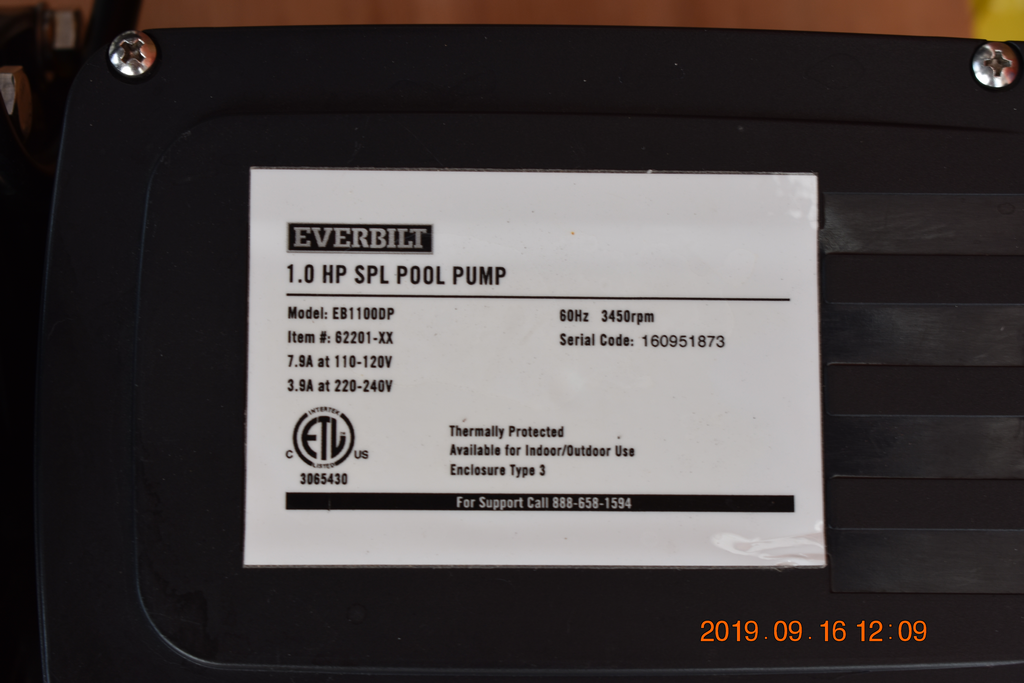 EVERBILT
1.0 HP SPL POOL PUMP
Model: EB1100DP
Item #: 62201-XX
7.9A at 110-120V
3.9A at 220-240V
60Hz 3450rpm
Serial Code: 160951873
INTERTEK
ETL
C US
LISTED
3065430
Thermally Protected
Available for Indoor/Outdoor Use
Enclosure Type 3
For Support Call 888-658-1594
2019.09.16 12:09